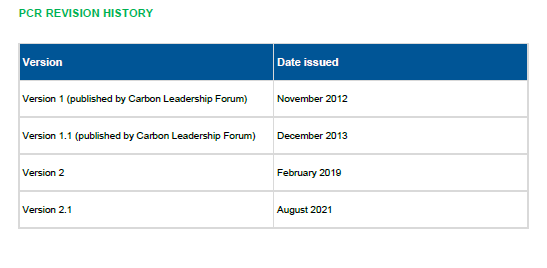 PCR REVISION HISTORY
Version Date issued
Version 1 (published by Carbon Leadership Forum) November 2012
Version 1.1 (published by Carbon Leadership Forum) December 2013
Version 2 February 2019
Version 2.1 August 2021